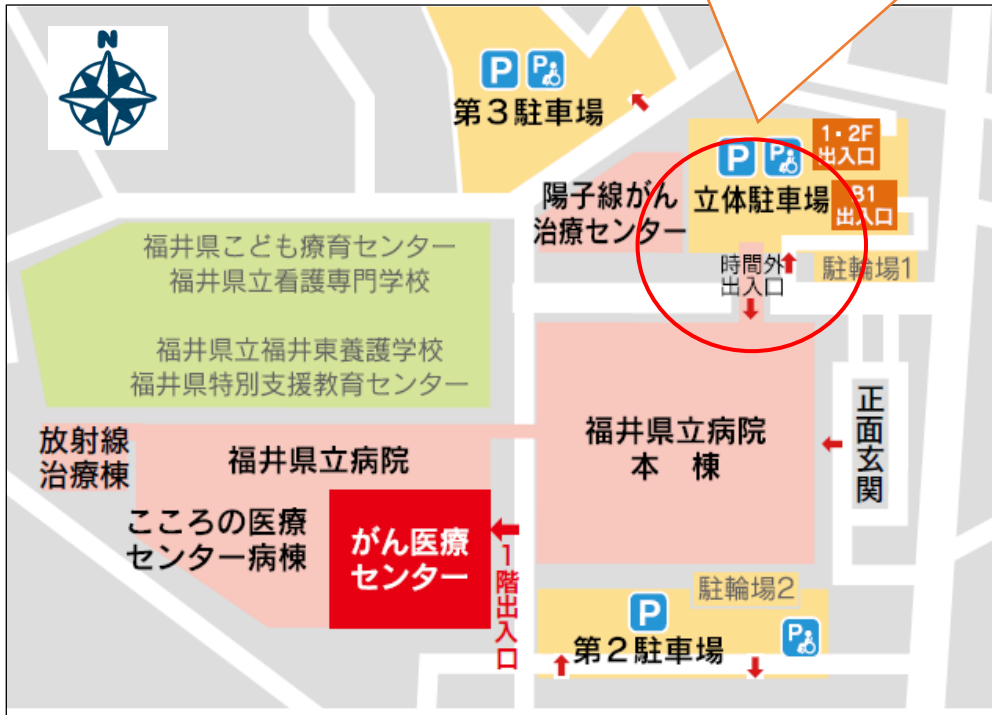 N
P P
第3駐車場
P P
1・2F
出入口
陽子線がん
治療センター
立体駐車場
B1
出入口
時間外
出入口
駐輪場1
福井県こども療育センター
福井県立看護専門学校
福井県立福井東養護学校
福井県特別支援教育センター
放射線
治療棟
福井県立病院
福井県立病院
本 棟
正面玄関
こころの医療
センター病棟
がん医療
センター
1階出入口
駐輪場2
P
P
第2駐車場